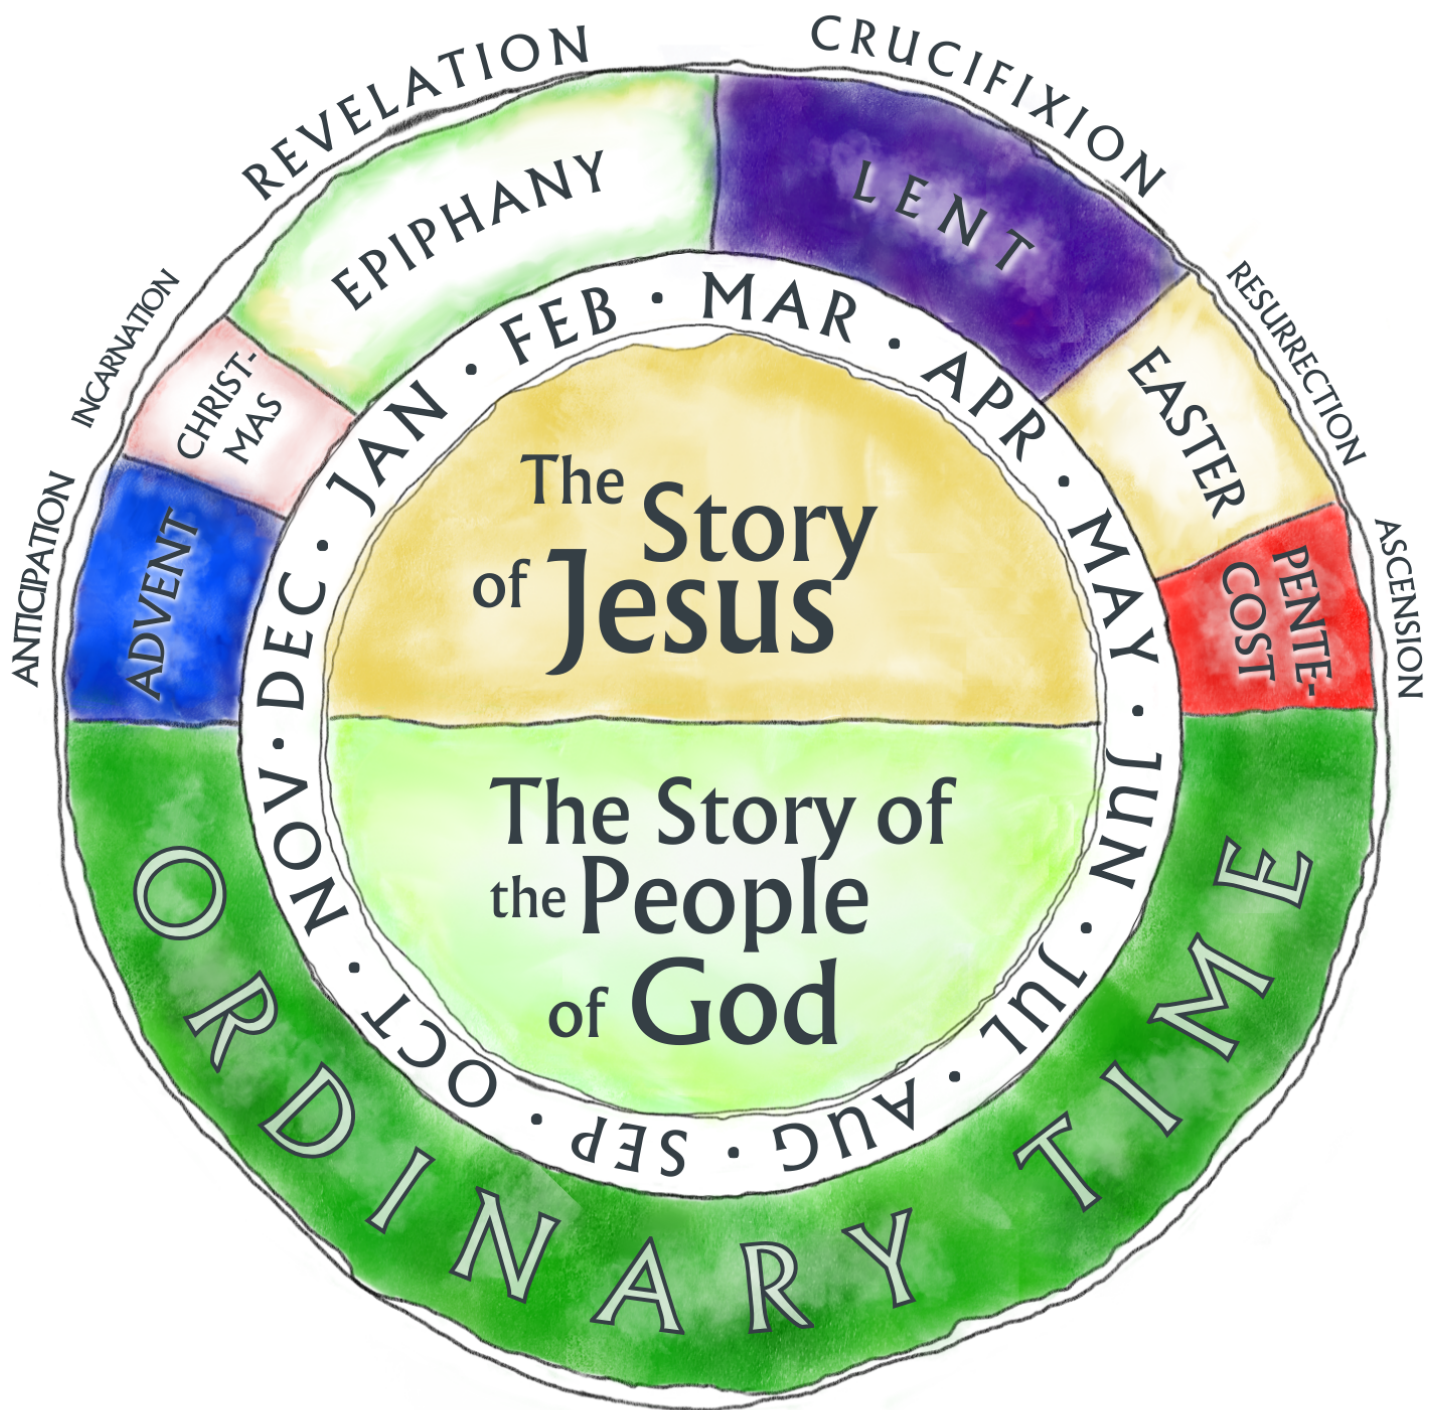 ANTICIPATION
INCARNATION
REVELATION
CRUCIFIXION
RESURRECTION
ASCENSION
ADVENT
CHRIST-
MAS
EPIPHANY
LENT
EASTER
PENTE-
COST
ORDINARY TIME
JAN · FEB · MAR · APR · MAY · JUN · JUL · AUG · SEP · OCT · NOV · DEC ·
The Story
of Jesus
The Story of
the People
of God